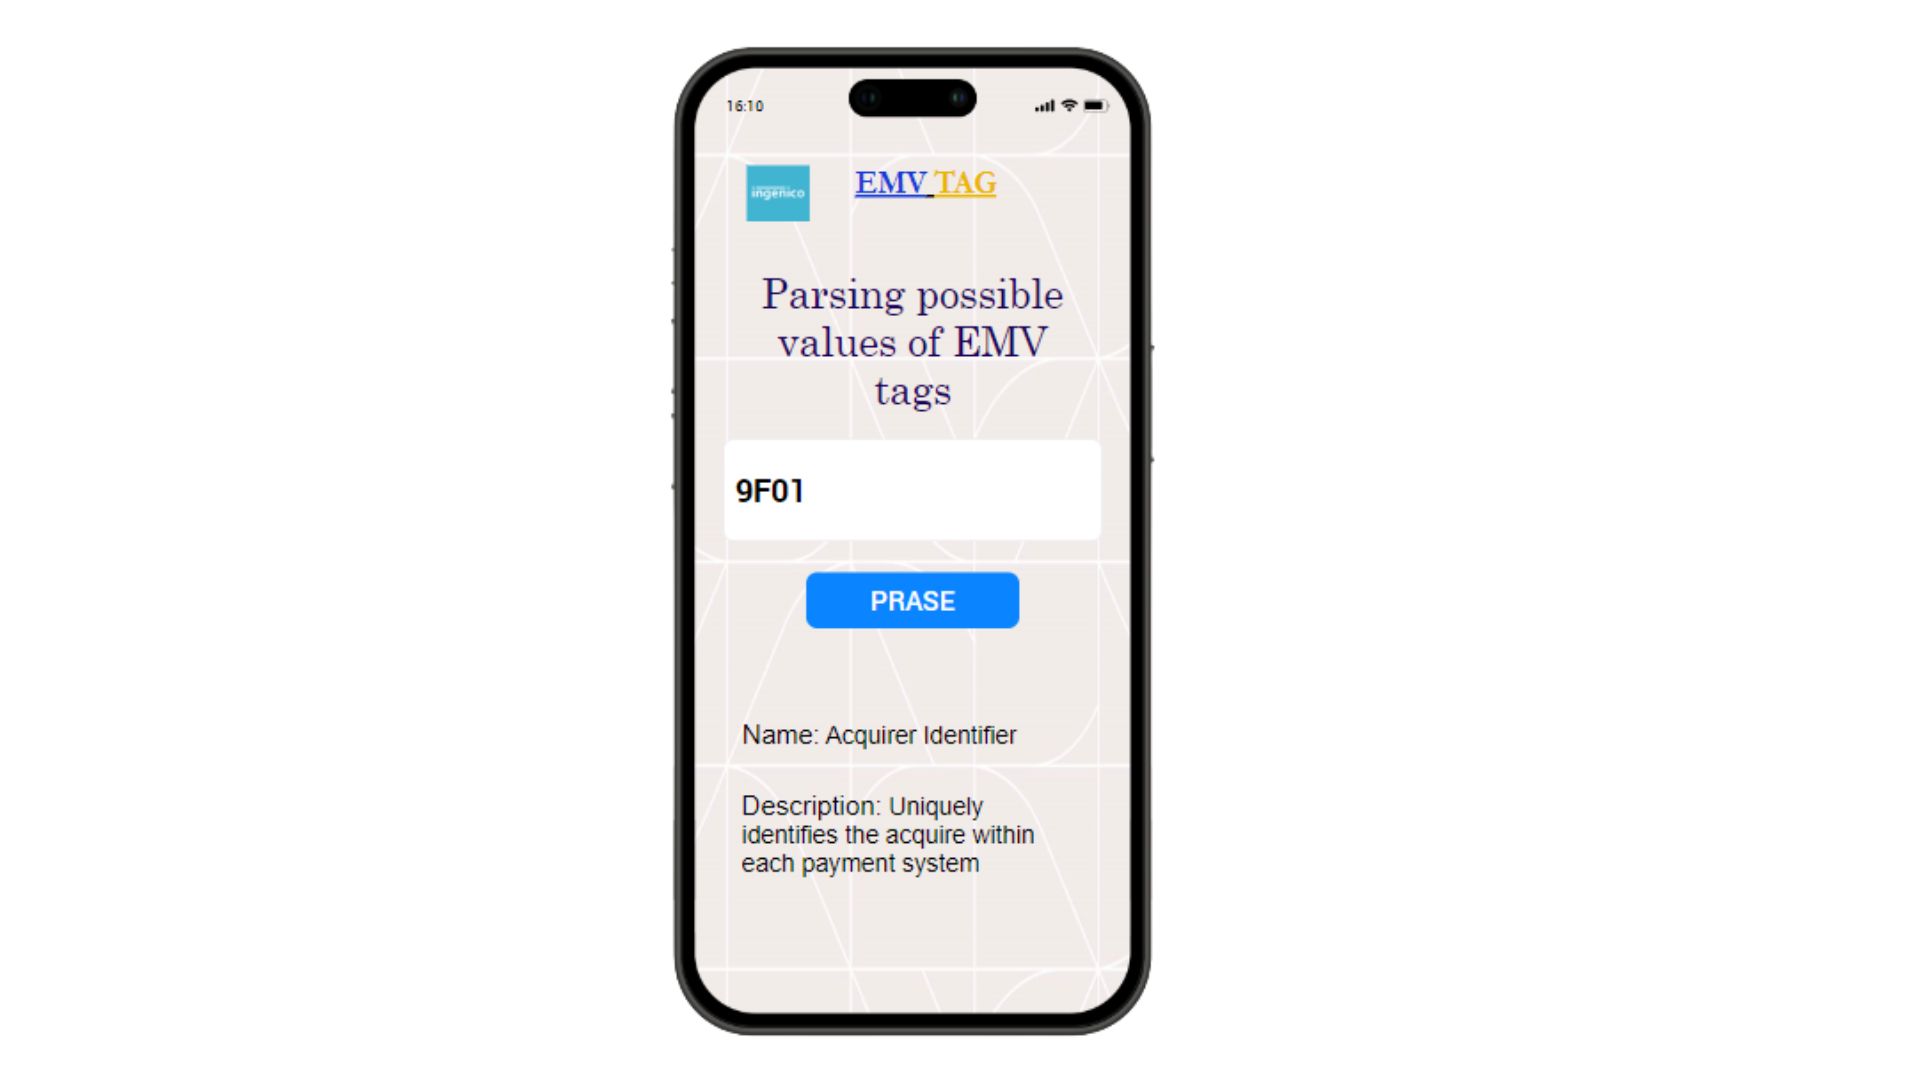 16:10
ingenico
EMV TAG
Parsing possible
values of EMV
tags
9F01
PRASE
Name: Acquirer Identifier
Description: Uniquely
identifies the acquire within
each payment system